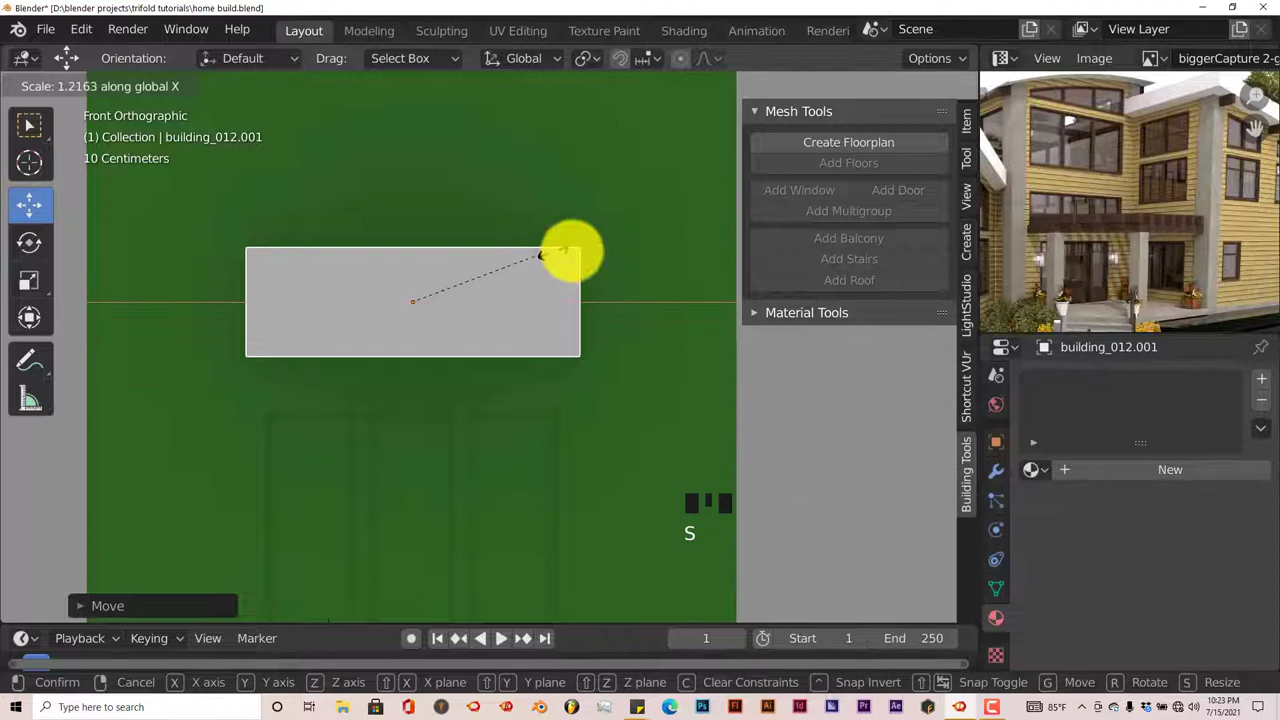 Blender* [D:\blender projects\trifold tutorials\home build.blend]
File Edit Render Window Help Layout Modeling Sculpting UV Editing Texture Paint Shading Animation Renderi Scene View Layer
Orientation: Default Drag: Select Box Global Options View Image biggerCapture 2-g
Scale: 1.2163 along global X
Front Orthographic
(1) Collection | building_012.001
10 Centimeters
Mesh Tools
Create Floorplan
Add Floors
Add Window Add Door
Add Multigroup
Add Balcony
Add Stairs
Add Roof
Material Tools
Item
Tool
View
Create
LightStudio
Shortcut VUr
Building Tools
building_012.001
New
S
Move
Playback Keying View Marker 1 Start 1 End 250
Confirm Cancel X X axis Y Y axis Z Z axis X X plane Y Y plane Z Z plane C Clear Constraints Snap Invert Snap Toggle G Move R Rotate S Resize
Type here to search 85°F 10:23 PM
7/15/2021